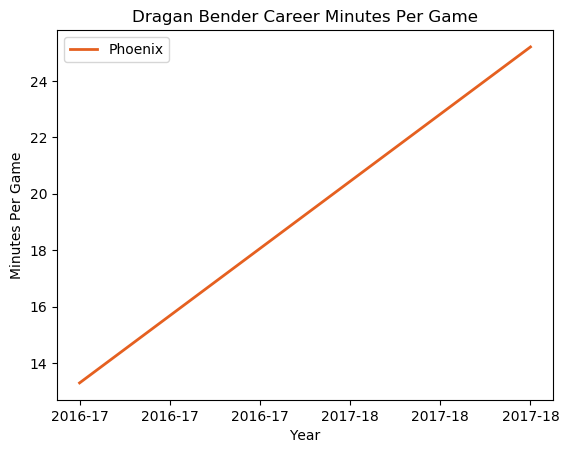 Dragan Bender Career Minutes Per Game
Phoenix
24
22
20
18
16
14
Minutes Per Game
2016-17 2016-17 2016-17 2017-18 2017-18 2017-18
Year